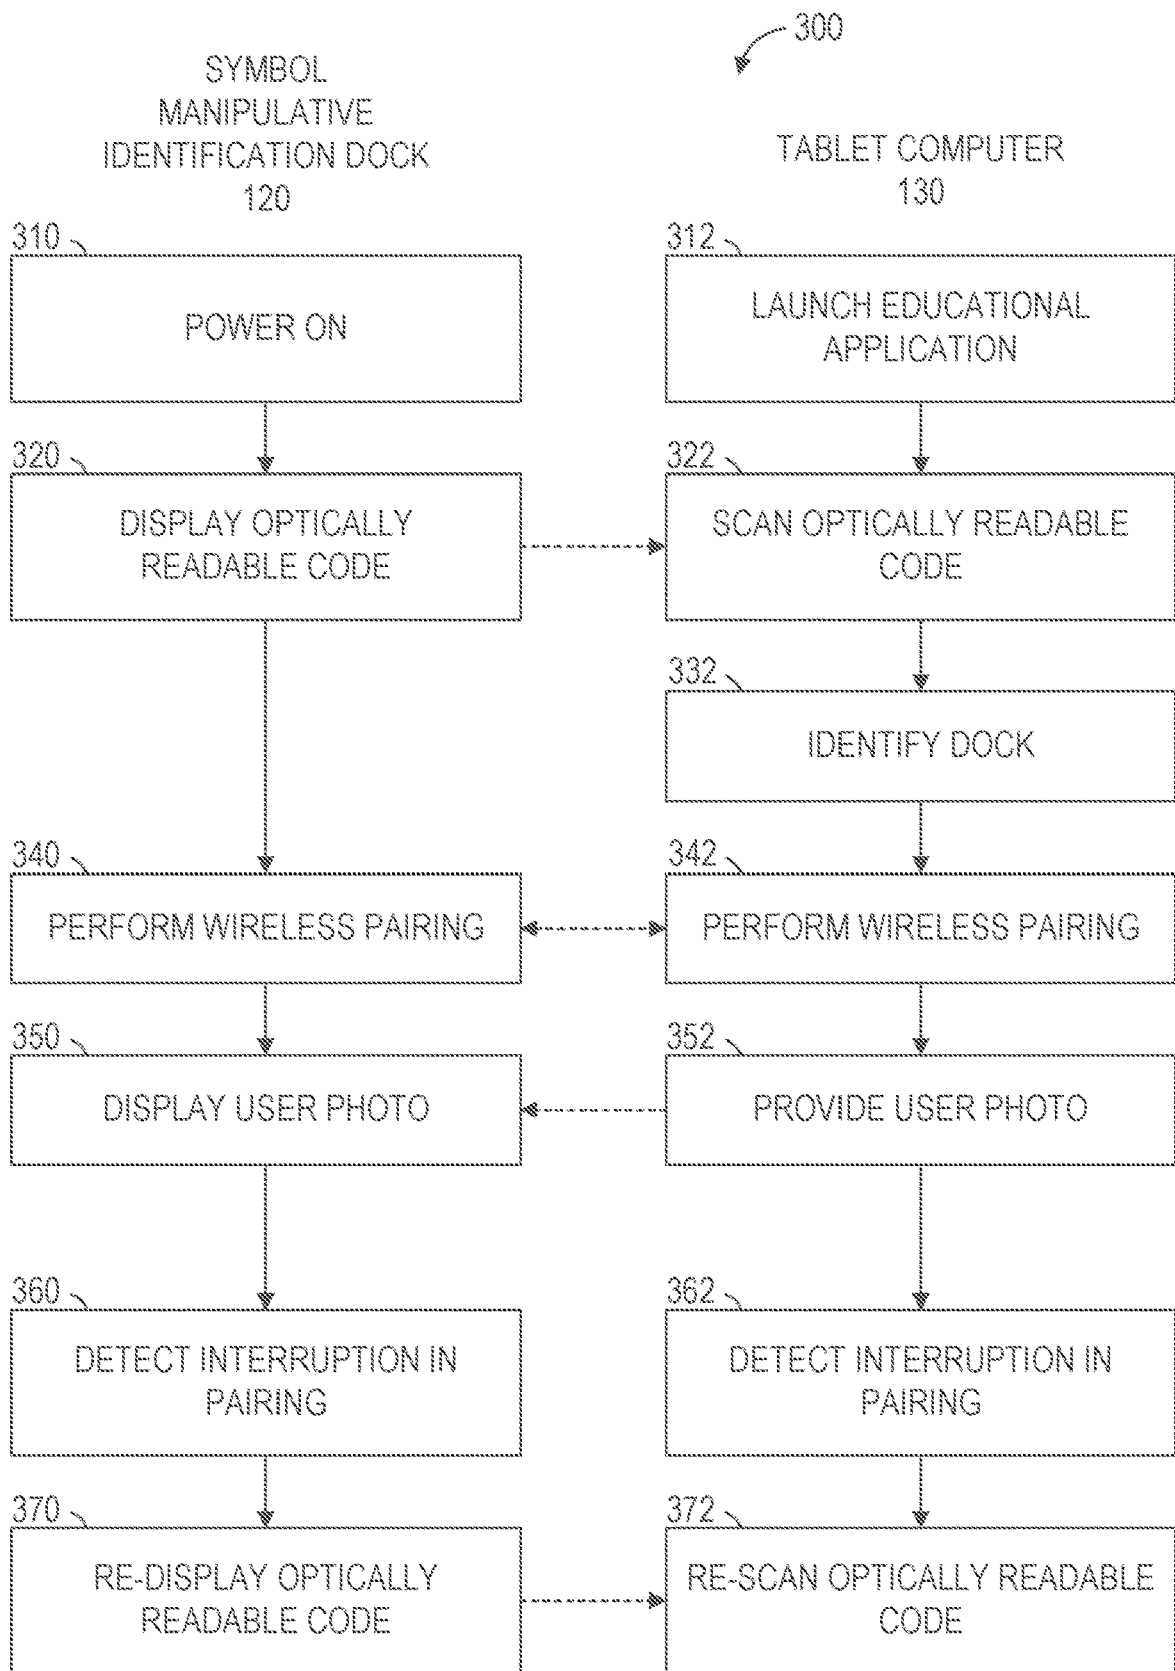 300
SYMBOL
MANIPULATIVE
IDENTIFICATION DOCK
120
TABLET COMPUTER
130
310
POWER ON
312
LAUNCH EDUCATIONAL
APPLICATION
320
DISPLAY OPTICALLY
READABLE CODE
322
SCAN OPTICALLY READABLE
CODE
332
IDENTIFY DOCK
340
PERFORM WIRELESS PAIRING
342
PERFORM WIRELESS PAIRING
350
DISPLAY USER PHOTO
352
PROVIDE USER PHOTO
360
DETECT INTERRUPTION IN
PAIRING
362
DETECT INTERRUPTION IN
PAIRING
370
RE-DISPLAY OPTICALLY
READABLE CODE
372
RE-SCAN OPTICALLY READABLE
CODE